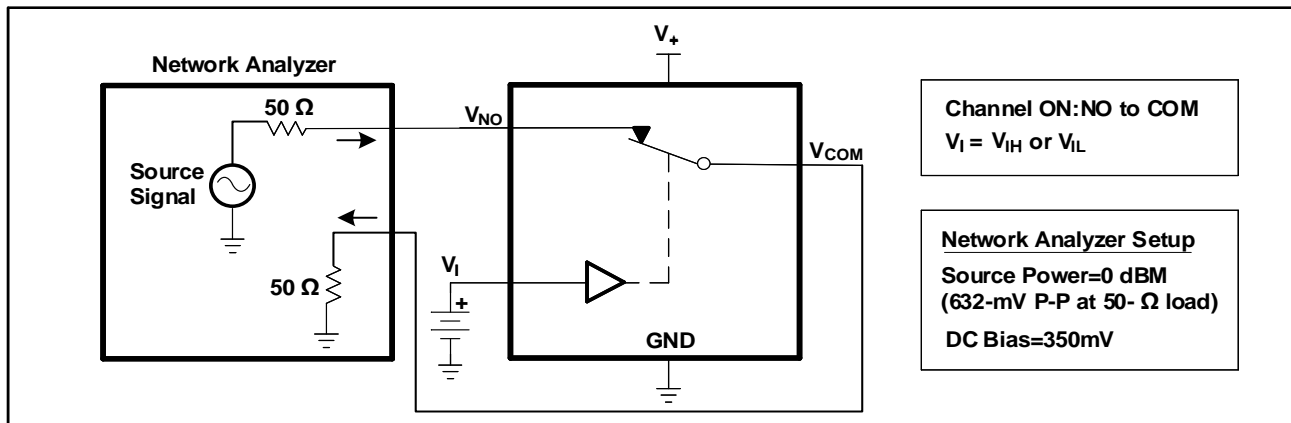 Network Analyzer
50 Ω
Source
Signal
50 Ω
V+
VNO
VCOM
VI
+
GND
Channel ON:NO to COM
VI = VIH or VIL
Network Analyzer Setup
Source Power=0 dBM
(632-mV P-P at 50- Ω load)
DC Bias=350mV